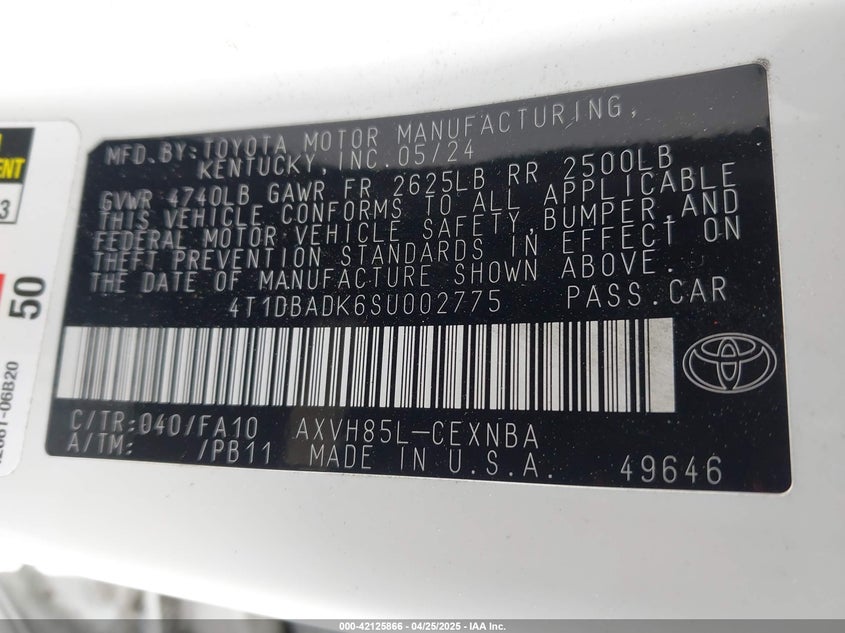 MFD.BY:TOYOTA MOTOR MANUFACTURING,
KENTUCKY,INC.05/24
GVWR 4740LB GAWR FR 2625LB RR 2500LB
THIS VEHICLE CONFORMS TO ALL APPLICABLE
FEDERAL MOTOR VEHICLE SAFETY,BUMPER,AND
THEFT PREVENTION STANDARDS IN EFFECT ON
THE DATE OF MANUFACTURE SHOWN ABOVE.
4T1DBADK6SU002775 PASS.CAR
C/TR:040/FA10 AXVH85L-CEXNBA
A/TM: /PB11 MADE IN U.S.A. 49646
50
000-42125866 - 04/25/2025 - IAA Inc.